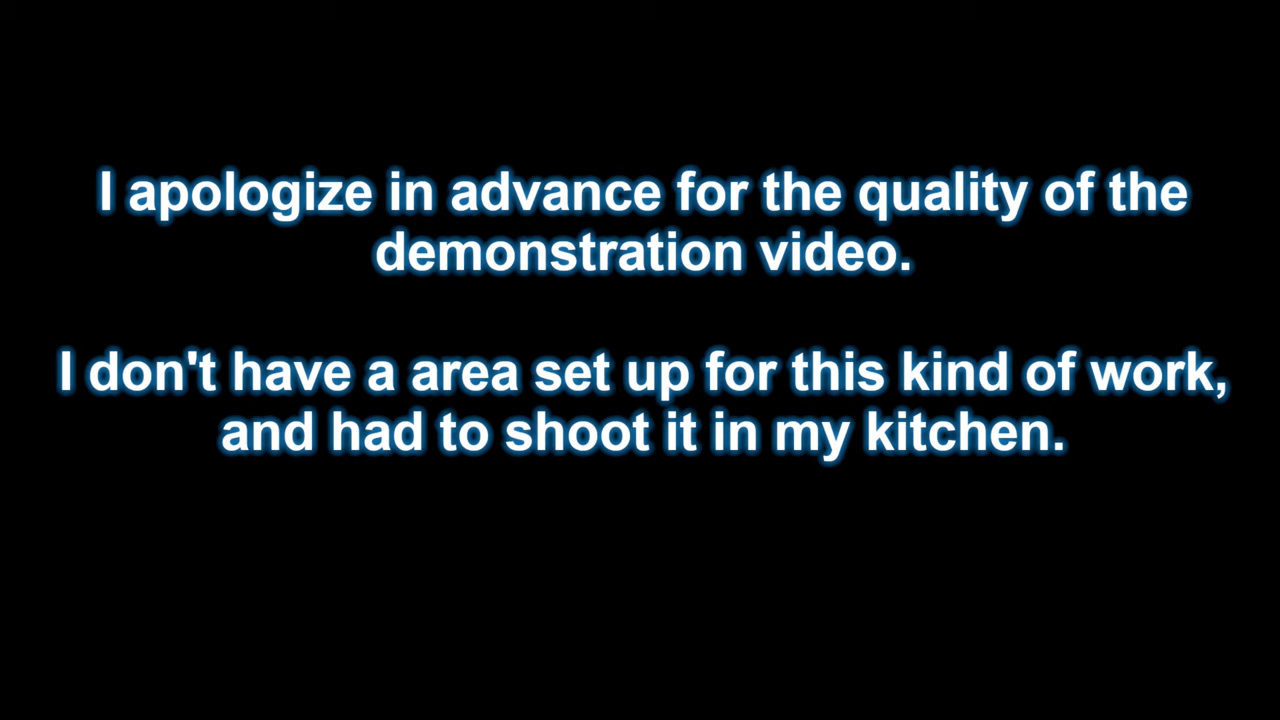 I apologize in advance for the quality of the
demonstration video.
I don't have a area set up for this kind of work,
and had to shoot it in my kitchen.